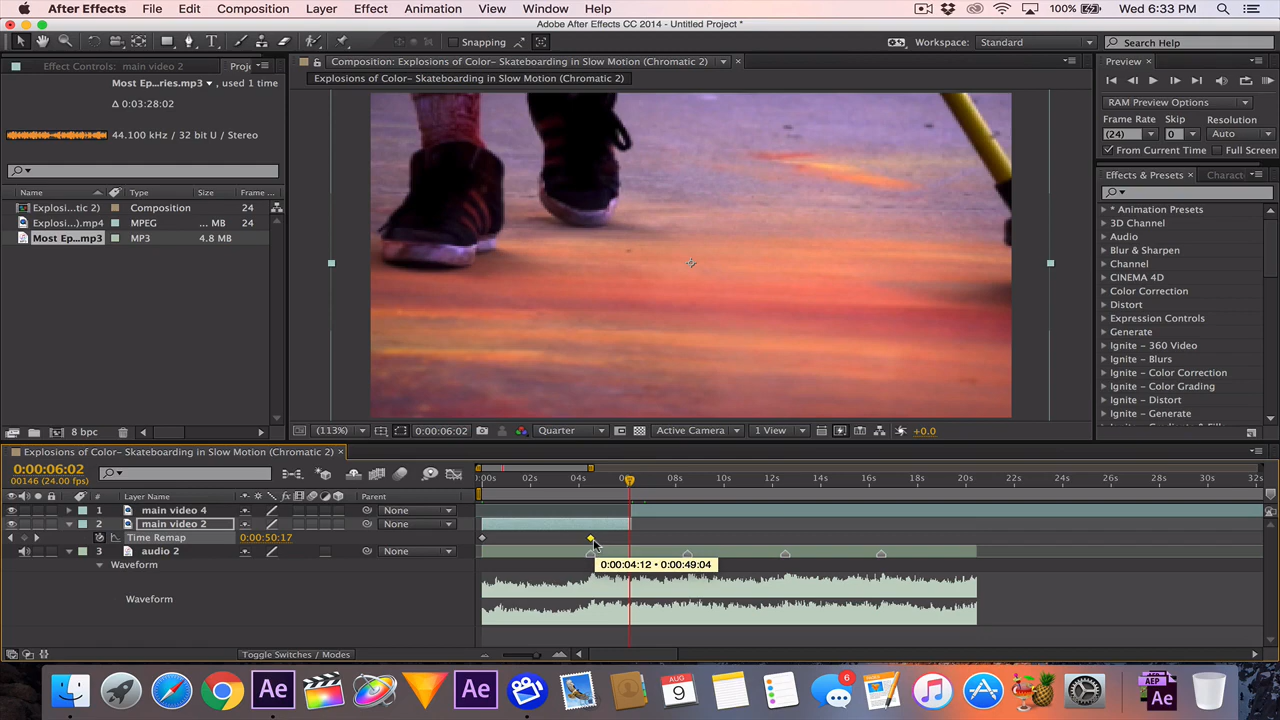 After Effects File Edit Composition Layer Effect Animation View Window Help 100% Wed 6:33 PM
Adobe After Effects CC 2014 - Untitled Project *
Snapping Workspace: Standard Search Help
Effect Controls: main video 2 Proje
Composition: Explosions of Color- Skateboarding in Slow Motion (Chromatic 2)
Preview
Most Ep...ries.mp3 , used 1 time
Explosions of Color- Skateboarding in Slow Motion (Chromatic 2)
Δ 0:03:28:02
RAM Preview Options
44.100 kHz / 32 bit U / Stereo
Frame Rate Skip Resolution
(24) 0 Auto
From Current Time Full Screen
Effects & Presets Charact
Name Type Size Frame ...
Explosi...tic 2) Composition 24
Explosi...).mp4 MPEG ... MB 24
Most Ep...mp3 MP3 4.8 MB
* Animation Presets
3D Channel
Audio
Blur & Sharpen
Channel
CINEMA 4D
Color Correction
Distort
Expression Controls
Generate
Ignite - 360 Video
Ignite - Blurs
Ignite - Color Correction
Ignite - Color Grading
Ignite - Distort
Ignite - Generate
8 bpc
(113%) 0:00:06:02 Quarter Active Camera 1 View +0.0
Explosions of Color- Skateboarding in Slow Motion (Chromatic 2)
0:00:06:02
00146 (24.00 fps)
:00s 02s 04s 08s 10s 12s 14s 16s 18s 20s 22s 24s 26s 28s 30s 32s
# Layer Name Parent
1 main video 4 None
2 main video 2 None
Time Remap 0:00:50:17
3 audio 2 None
0:00:04:12 • 0:00:49:04
Waveform
Waveform
Toggle Switches / Modes
Ae Ae AUG 9 6 AEP Ae